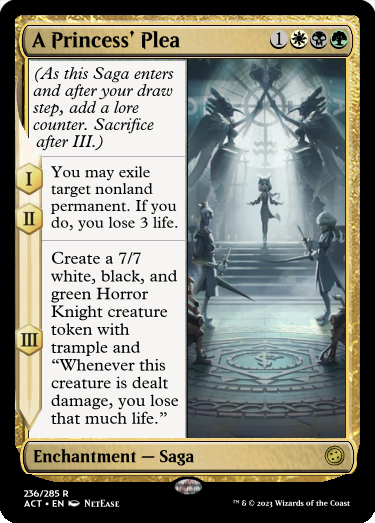 A Princess' Plea
1
(As this Saga enters
and after your draw
step, add a lore
counter. Sacrifice
after III.)
I
II
You may exile
target nonland
permanent. If you
do, you lose 3 life.
III
Create a 7/7
white, black, and
green Horror
Knight creature
token with
trample and
“Whenever this
creature is dealt
damage, you lose
that much life.”
Enchantment — Saga
236/285 R
ACT • EN NetEase
™ & © 2023 Wizards of the Coast